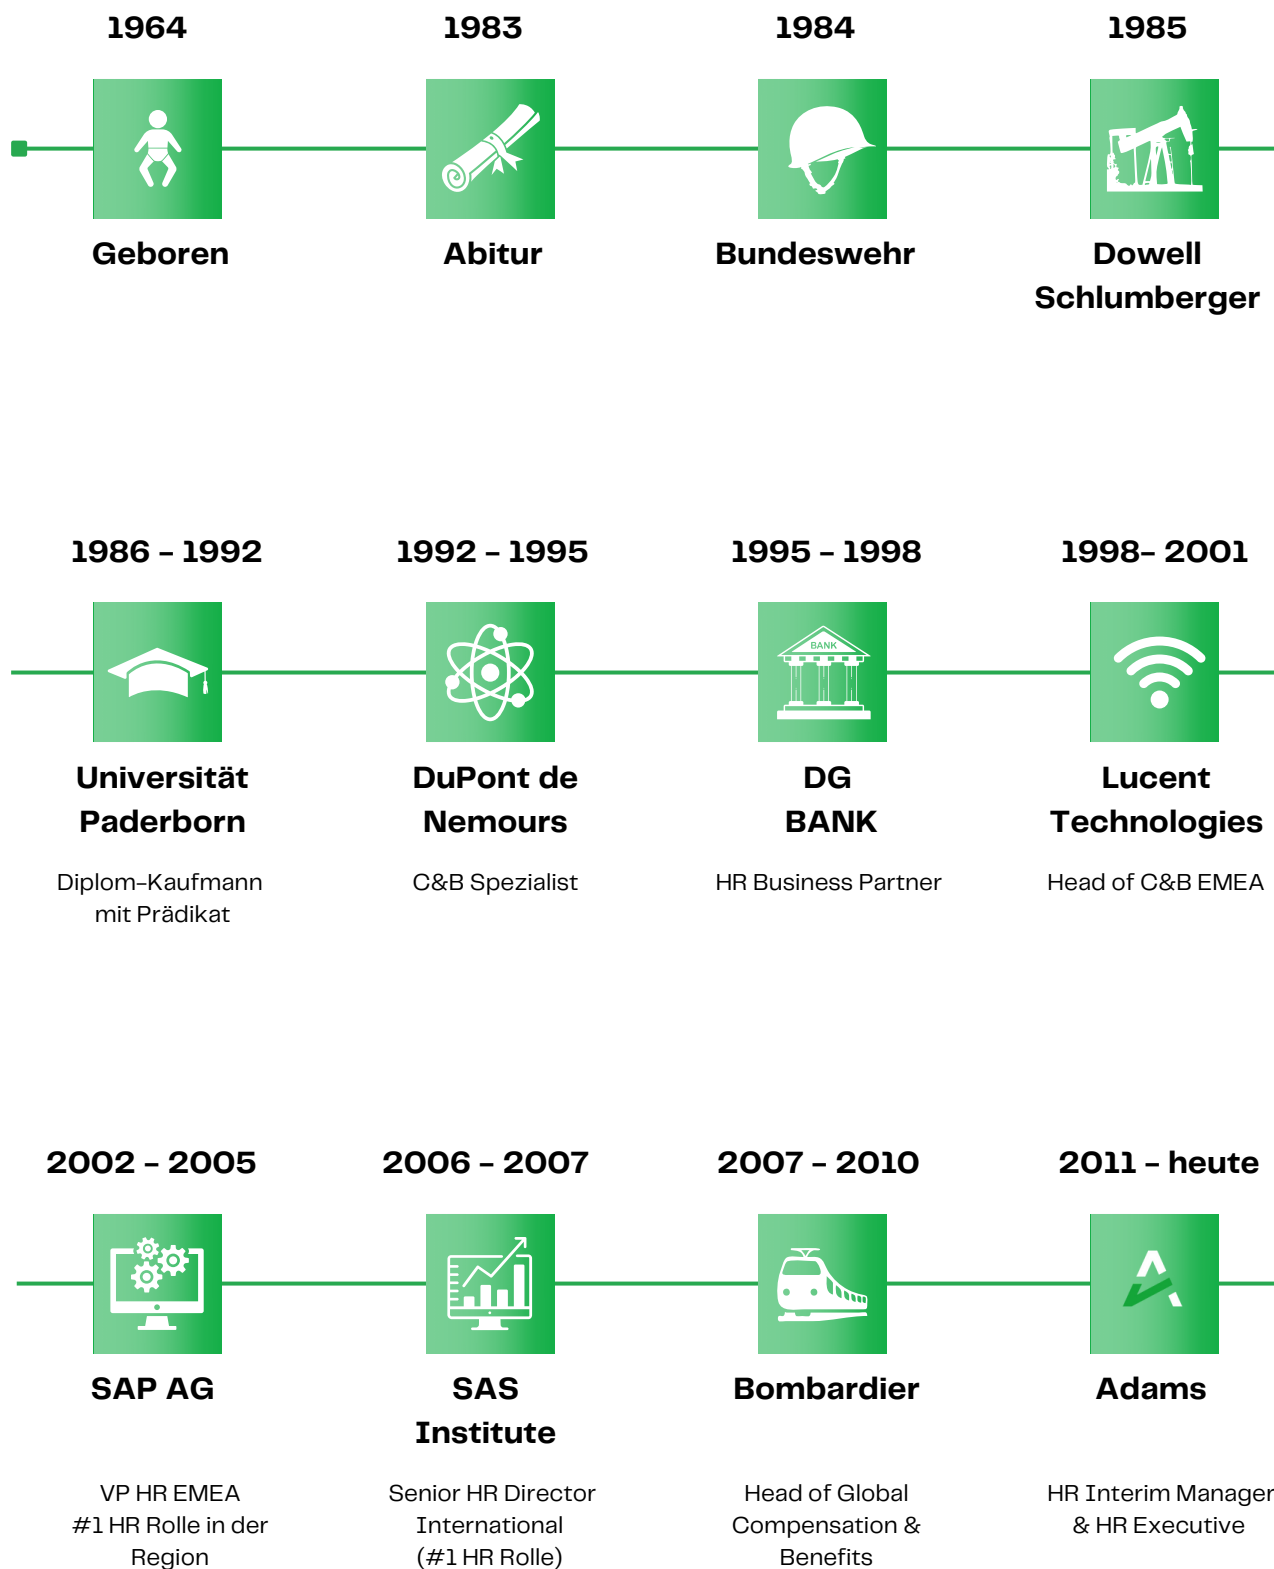 1964
1983
1984
1985
Geboren
Abitur
Bundeswehr
Dowell
Schlumberger
1986 - 1992
1992 - 1995
1995 - 1998
1998- 2001
BANK
Universität
Paderborn
DuPont de
Nemours
DG
BANK
Lucent
Technologies
Diplom-Kaufmann
mit Prädikat
C&B Spezialist
HR Business Partner
Head of C&B EMEA
2002 - 2005
2006 - 2007
2007 - 2010
2011 - heute
SAP AG
SAS
Institute
Bombardier
Adams
VP HR EMEA
#1 HR Rolle in der
Region
Senior HR Director
International
(#1 HR Rolle)
Head of Global
Compensation &
Benefits
HR Interim Manager
& HR Executive